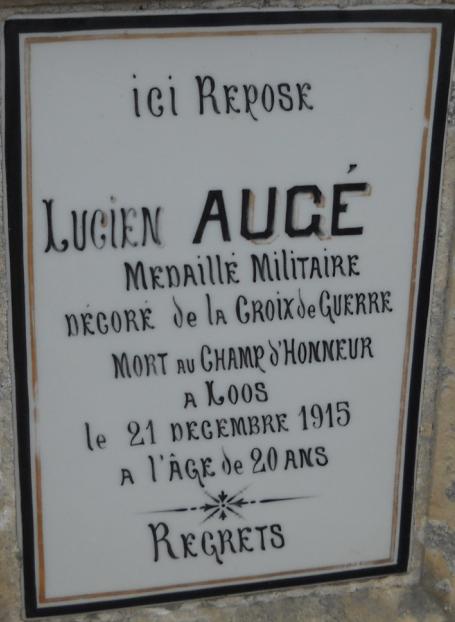 ici Repose
Lucien AUGÉ
Medaillé Militaire
décoré de la Croix de Guerre
mort au Champ d'Honneur
a Loos
le 21 decembre 1915
a l'âge de 20 ans
Regrets